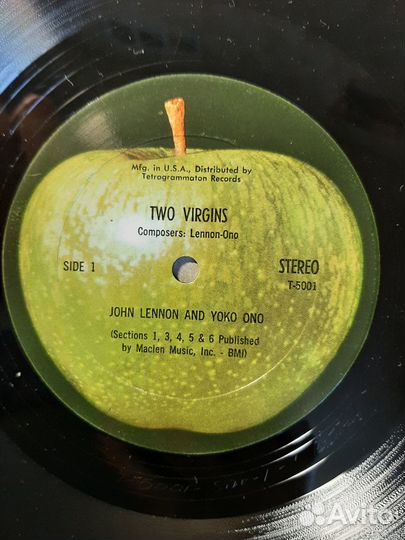 Mfg. in U.S.A., Distributed by
Tetrogrammaton Records
TWO VIRGINS
Composers: Lennon-Ono
SIDE 1
STEREO
T-5001
JOHN LENNON AND YOKO ONO
(Sections 1, 3, 4, 5 & 6 Published
by Maclen Music, Inc. - BMI)
Avito